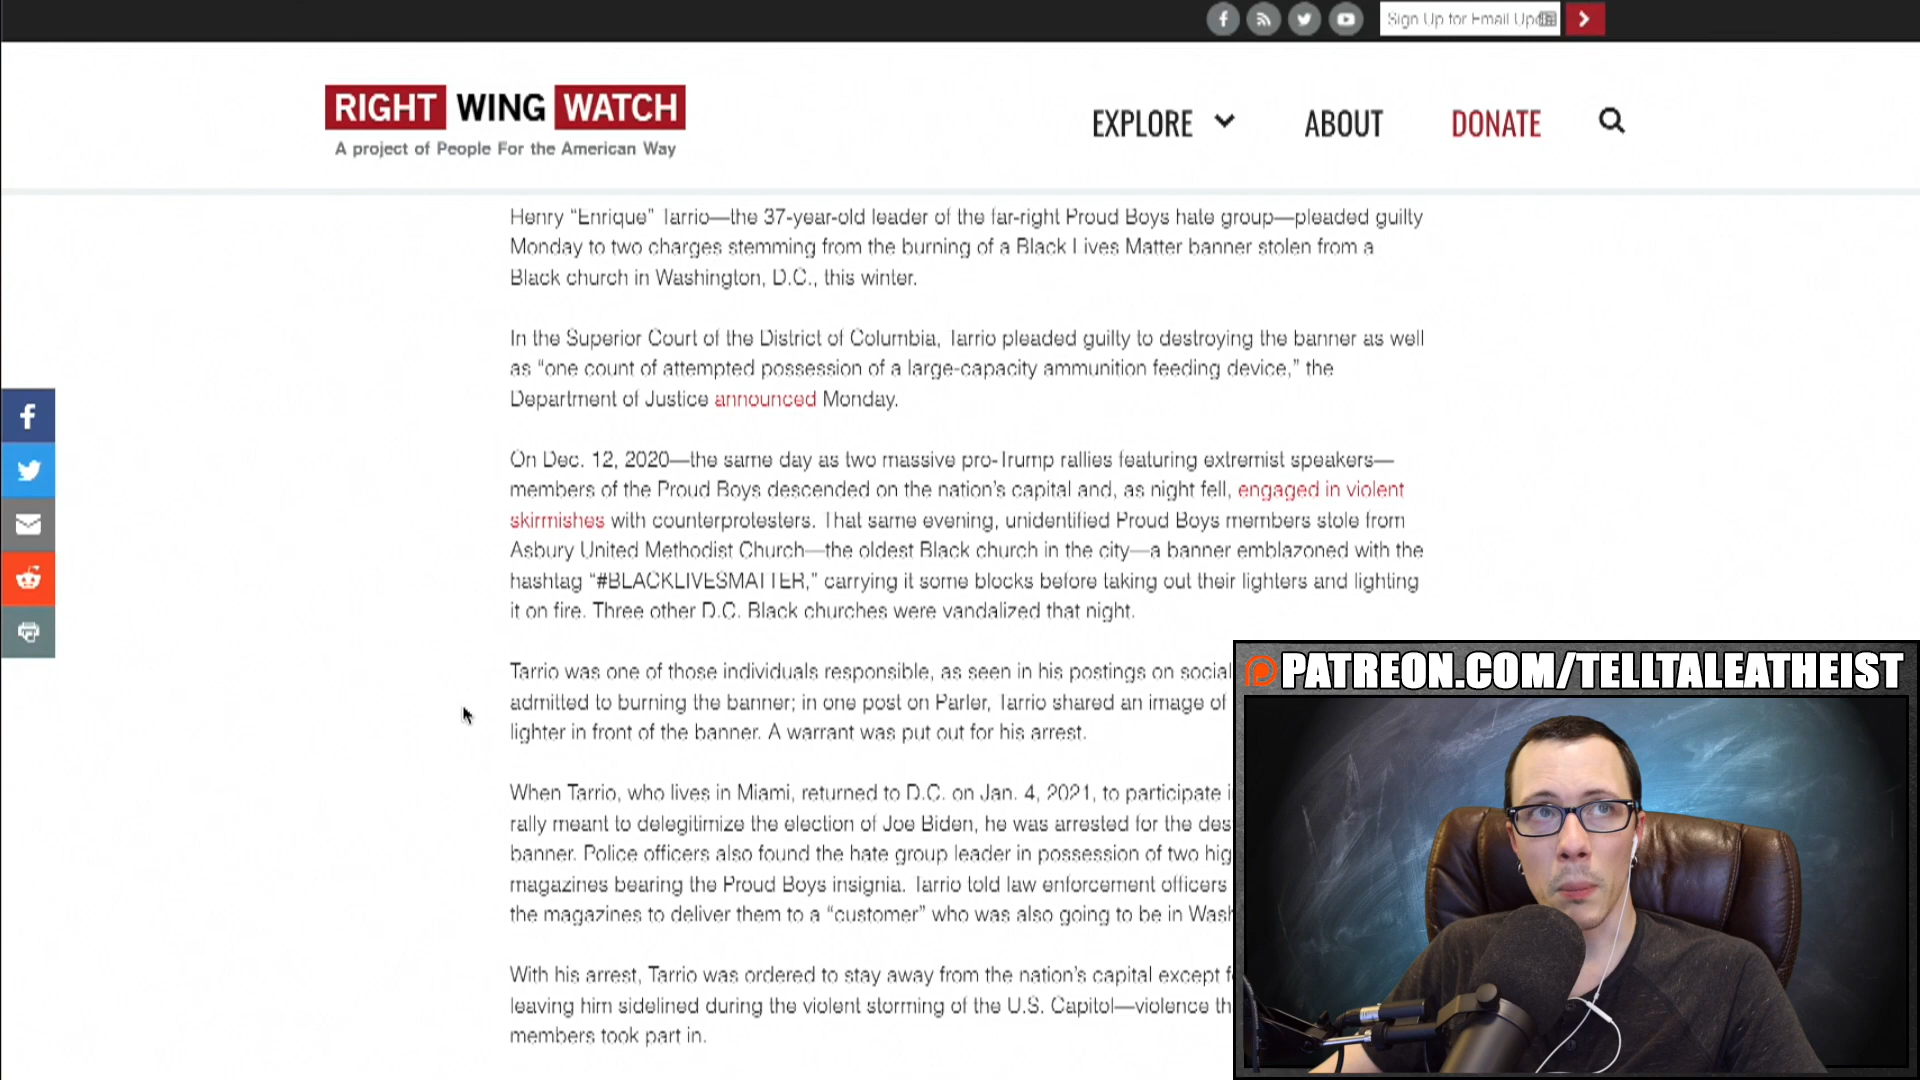 Sign Up for Email Upd
RIGHT WING WATCH
A project of People For the American Way
EXPLORE ABOUT DONATE
Henry “Enrique” Tarrio—the 37-year-old leader of the far-right Proud Boys hate group—pleaded guilty
Monday to two charges stemming from the burning of a Black Lives Matter banner stolen from a
Black church in Washington, D.C., this winter.
In the Superior Court of the District of Columbia, Tarrio pleaded guilty to destroying the banner as well
as “one count of attempted possession of a large-capacity ammunition feeding device,” the
Department of Justice announced Monday.
On Dec. 12, 2020—the same day as two massive pro-Trump rallies featuring extremist speakers—
members of the Proud Boys descended on the nation’s capital and, as night fell, engaged in violent
skirmishes with counterprotesters. That same evening, unidentified Proud Boys members stole from
Asbury United Methodist Church—the oldest Black church in the city—a banner emblazoned with the
hashtag “#BLACKLIVESMATTER,” carrying it some blocks before taking out their lighters and lighting
it on fire. Three other D.C. Black churches were vandalized that night.
Tarrio was one of those individuals responsible, as seen in his postings on social
admitted to burning the banner; in one post on Parler, Tarrio shared an image of
lighter in front of the banner. A warrant was put out for his arrest.
When Tarrio, who lives in Miami, returned to D.C. on Jan. 4, 2021, to participate i
rally meant to delegitimize the election of Joe Biden, he was arrested for the des
banner. Police officers also found the hate group leader in possession of two hig
magazines bearing the Proud Boys insignia. Tarrio told law enforcement officers
the magazines to deliver them to a “customer” who was also going to be in Wash
With his arrest, Tarrio was ordered to stay away from the nation’s capital except f
leaving him sidelined during the violent storming of the U.S. Capitol—violence th
members took part in.
PATREON.COM/TELLTALEATHEIST